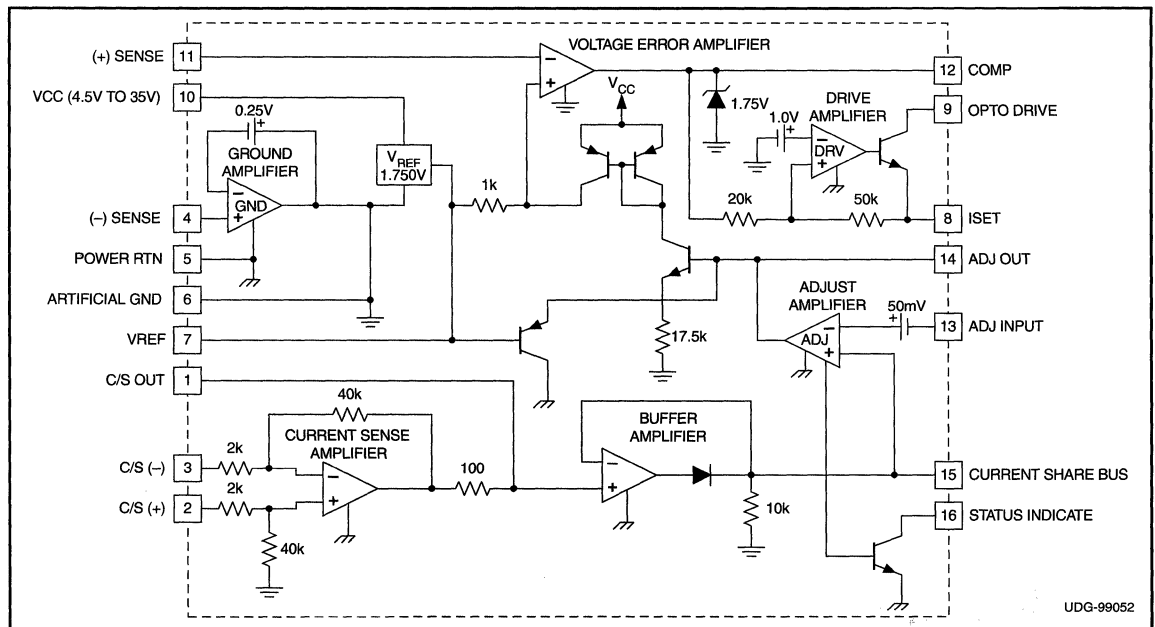 (+) SENSE
11
VOLTAGE ERROR AMPLIFIER
−
+
12
COMP
VCC (4.5V TO 35V)
10
VCC
1.75V
DRIVE
AMPLIFIER
9
OPTO DRIVE
0.25V
+
GROUND
AMPLIFIER
VREF
1.750V
1.0V
+
−
DRV
+
1k
20k
50k
(−) SENSE
4
−
GND
+
8
ISET
POWER RTN
5
14
ADJ OUT
ARTIFICIAL GND
6
ADJUST
AMPLIFIER
50mV
+
13
ADJ INPUT
VREF
7
17.5k
−
ADJ
+
C/S OUT
1
40k
CURRENT SENSE
AMPLIFIER
BUFFER
AMPLIFIER
C/S (−)
3
2k
−
+
100
−
+
15
CURRENT SHARE BUS
C/S (+)
2
2k
10k
16
STATUS INDICATE
40k
UDG-99052